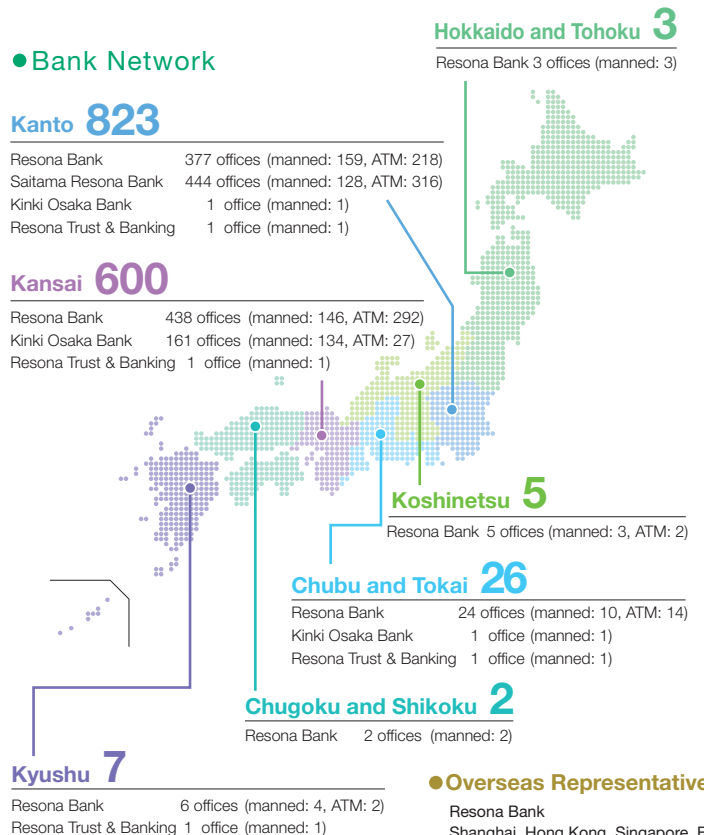 ●Bank Network
Hokkaido and Tohoku 3
Resona Bank 3 offices (manned: 3)
Kanto 823
Resona Bank 377 offices (manned: 159, ATM: 218)
Saitama Resona Bank 444 offices (manned: 128, ATM: 316)
Kinki Osaka Bank 1 office (manned: 1)
Resona Trust & Banking 1 office (manned: 1)
Kansai 600
Resona Bank 438 offices (manned: 146, ATM: 292)
Kinki Osaka Bank 161 offices (manned: 134, ATM: 27)
Resona Trust & Banking 1 office (manned: 1)
Koshinetsu 5
Resona Bank 5 offices (manned: 3, ATM: 2)
Chubu and Tokai 26
Resona Bank 24 offices (manned: 10, ATM: 14)
Kinki Osaka Bank 1 office (manned: 1)
Resona Trust & Banking 1 office (manned: 1)
Chugoku and Shikoku 2
Resona Bank 2 offices (manned: 2)
Kyushu 7
Resona Bank 6 offices (manned: 4, ATM: 2)
Resona Trust & Banking 1 office (manned: 1)
●Overseas Representative
Resona Bank
Shanghai, Hong Kong, Singapore,